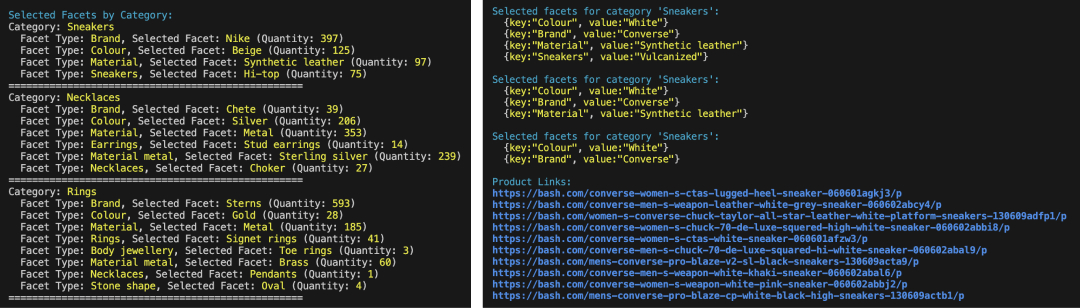 Selected Facets by Category:
Category: Sneakers
Facet Type: Brand, Selected Facet: Nike (Quantity: 397)
Facet Type: Colour, Selected Facet: Beige (Quantity: 125)
Facet Type: Material, Selected Facet: Synthetic leather (Quantity: 97)
Facet Type: Sneakers, Selected Facet: Hi-top (Quantity: 75)
==================================================
Category: Necklaces
Facet Type: Brand, Selected Facet: Chete (Quantity: 39)
Facet Type: Colour, Selected Facet: Silver (Quantity: 206)
Facet Type: Material, Selected Facet: Metal (Quantity: 353)
Facet Type: Earrings, Selected Facet: Stud earrings (Quantity: 14)
Facet Type: Material metal, Selected Facet: Sterling silver (Quantity: 239)
Facet Type: Necklaces, Selected Facet: Choker (Quantity: 27)
==================================================
Category: Rings
Facet Type: Brand, Selected Facet: Sterns (Quantity: 593)
Facet Type: Colour, Selected Facet: Gold (Quantity: 28)
Facet Type: Material, Selected Facet: Metal (Quantity: 185)
Facet Type: Rings, Selected Facet: Signet rings (Quantity: 41)
Facet Type: Body jewellery, Selected Facet: Toe rings (Quantity: 3)
Facet Type: Material metal, Selected Facet: Brass (Quantity: 60)
Facet Type: Necklaces, Selected Facet: Pendants (Quantity: 1)
Facet Type: Stone shape, Selected Facet: Oval (Quantity: 4)
==================================================
Selected facets for category 'Sneakers':
{key:"Colour", value:"White"}
{key:"Brand", value:"Converse"}
{key:"Material", value:"Synthetic leather"}
{key:"Sneakers", value:"Vulcanized"}
Selected facets for category 'Sneakers':
{key:"Colour", value:"White"}
{key:"Brand", value:"Converse"}
{key:"Material", value:"Synthetic leather"}
Selected facets for category 'Sneakers':
{key:"Colour", value:"White"}
{key:"Brand", value:"Converse"}
Product Links:
https://bash.com/converse-women-s-ctas-lugged-heel-sneaker-060601agkj3/p
https://bash.com/converse-men-s-weapon-leather-white-grey-sneaker-060602abcy4/p
https://bash.com/women-s-converse-chuck-taylor-all-star-leather-white-platform-sneakers-130609adfp1/p
https://bash.com/converse-men-s-chuck-70-de-luxe-squered-high-white-sneaker-060602abbi8/p
https://bash.com/converse-women-s-ctas-white-sneaker-060601afzw3/p
https://bash.com/converse-men-s-chuck-70-de-luxe-squared-hi-white-sneaker-060602abal9/p
https://bash.com/mens-converse-pro-blaze-v2-sl-black-sneakers-130609acta9/p
https://bash.com/converse-men-s-weapon-white-khaki-sneaker-060602abal6/p
https://bash.com/converse-women-s-weapon-white-pink-sneaker-060602abbj2/p
https://bash.com/mens-converse-pro-blaze-cp-white-black-high-sneakers-130609actb1/p